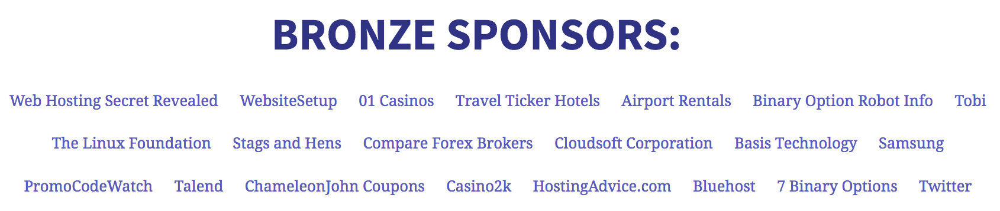 BRONZE SPONSORS:
Web Hosting Secret Revealed WebsiteSetup 01 Casinos Travel Ticker Hotels Airport Rentals Binary Option Robot Info Tobi
The Linux Foundation Stags and Hens Compare Forex Brokers Cloudsoft Corporation Basis Technology Samsung
PromoCodeWatch Talend ChameleonJohn Coupons Casino2k HostingAdvice.com Bluehost 7 Binary Options Twitter